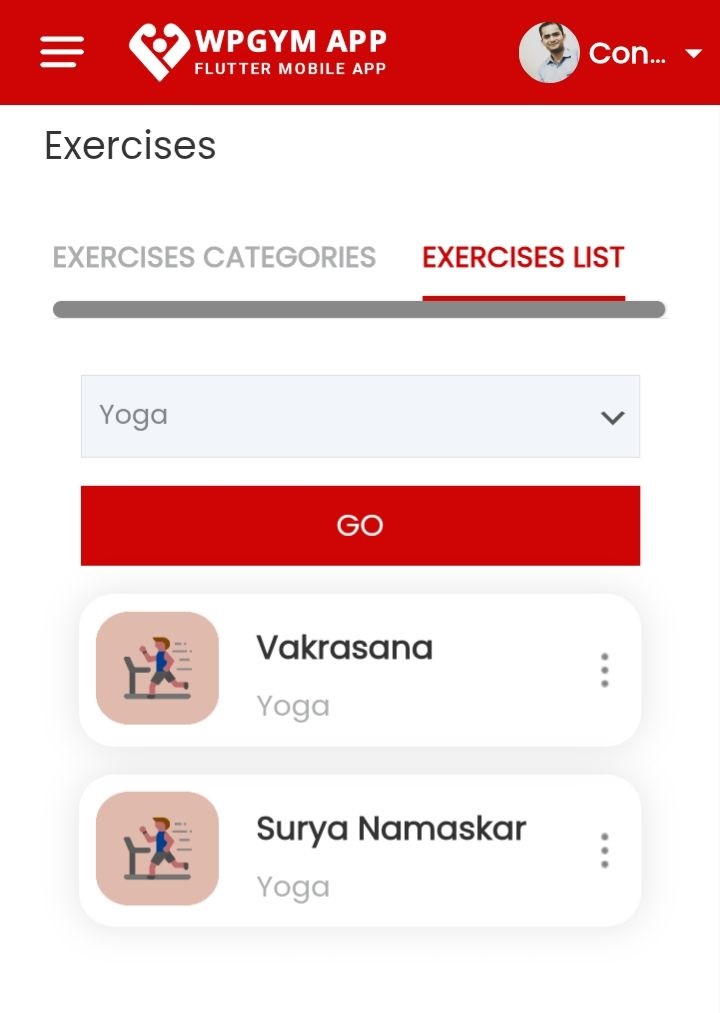 WPGYM APP
FLUTTER MOBILE APP
Con...
Exercises
EXERCISES CATEGORIES
EXERCISES LIST
Yoga
GO
Vakrasana
Yoga
Surya Namaskar
Yoga